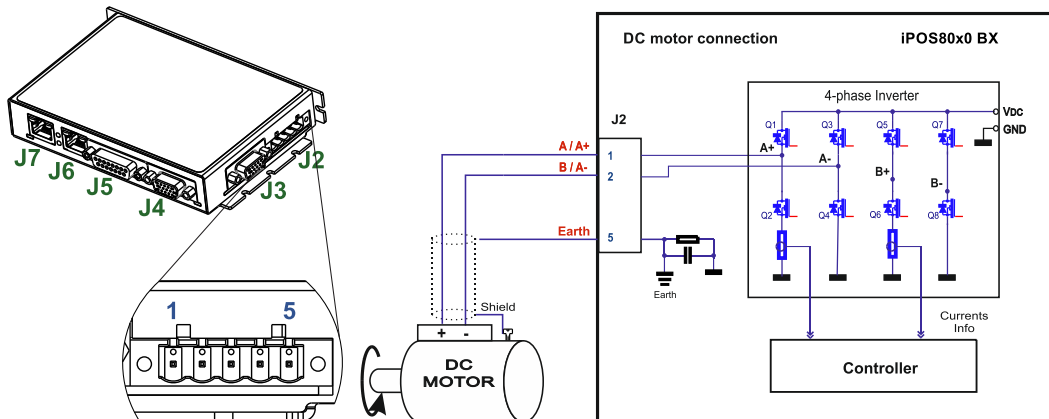 DC motor connection
iPOS80x0 BX
4-phase Inverter
VDC
GND
J2
Q1
Q3
Q5
Q7
A+
A-
B+
B-
Q2
Q4
Q6
Q8
A / A+
1
B / A-
2
Earth
5
Earth
Currents
Info
Controller
J7
J6
J5
J4
J3
J2
1
5
Shield
+
-
DC
MOTOR